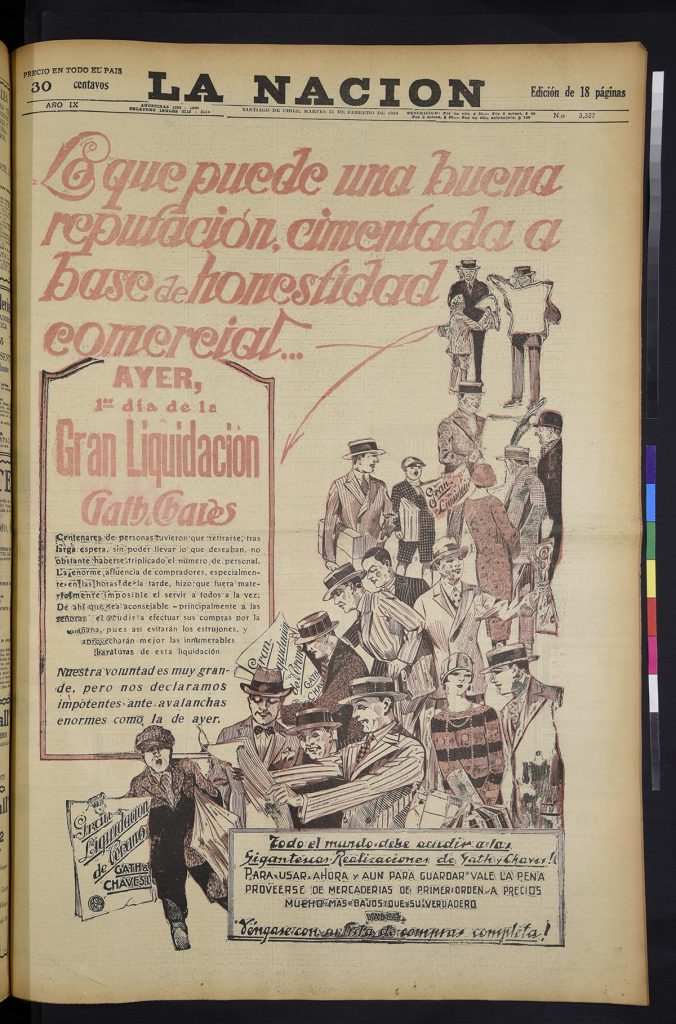 PRECIO EN TODO EL PAIS
30 centavos
LA NACION
Edición de 18 páginas
AÑO IX
SANTIAGO DE CHILE, MARTES 23 DE FEBRERO DE 1926
N.o 3,327
Lo que puede una buena
reputación, cimentada a
base de honestidad
comercial...
AYER,
1er día de la
Gran Liquidación
Gath & Chaves
Centenares de personas tuvieron que retirarse, tras
larga espera, sin poder llevar lo que deseaban, no
obstante haberse triplicado el número de personal.
La enorme afluencia de compradores, especialmen-
te en las horas de la tarde, hizo que fuera mate-
rialmente imposible el servir a todos a la vez;
De ahí que sea aconsejable - principalmente a las
señoras - el acudir a efectuar sus compras por la
mañana, pues así evitarán los estrujones, y
aprovecharán mejor las innumerables
baraturas de esta liquidación.
Nuestra voluntad es muy gran-
de, pero nos declaramos
impotentes ante avalanchas
enormes como la de ayer.
Gran
Gran
Liquidación
de Verano
GATH &
CHAVES
Todo el mundo debe acudir a las
Gigantescas Realizaciones de Gath y Chaves!!
PARA USAR AHORA Y AUN PARA GUARDAR VALE LA PENA
PROVEERSE DE MERCADERIAS DE PRIMER ORDEN A PRECIOS
MUCHO MAS BAJOS QUE SU VERDADERO
VALOR
Véngase con su lista de compras completa!